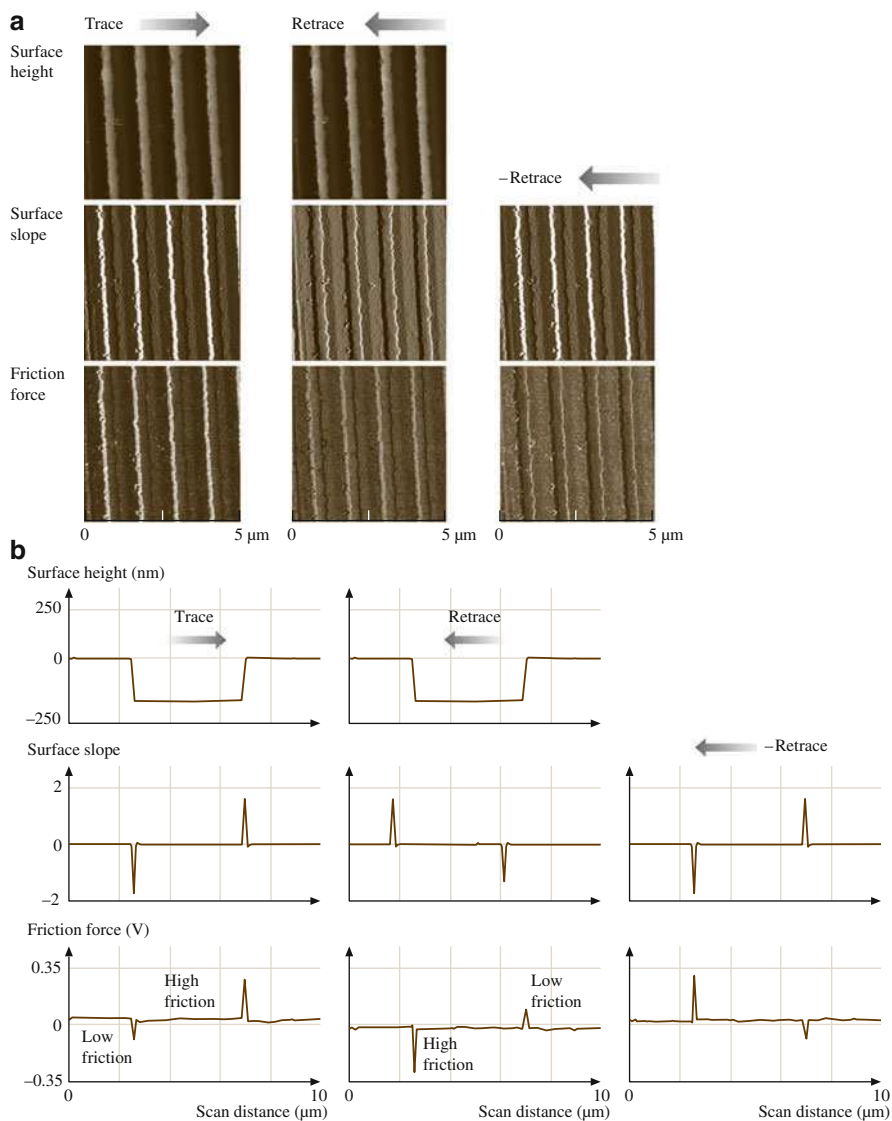 a
Trace
Retrace
Surface
height
–Retrace
Surface
slope
Friction
force
0
5 µm
0
5 µm
0
5 µm
b
Surface height (nm)
250
Trace
Retrace
0
–250
Surface slope
–Retrace
2
0
–2
Friction force (V)
0.35
High
friction
Low
friction
0
Low
friction
High
friction
–0.35
0
10
0
10
0
10
Scan distance (µm)
Scan distance (µm)
Scan distance (µm)